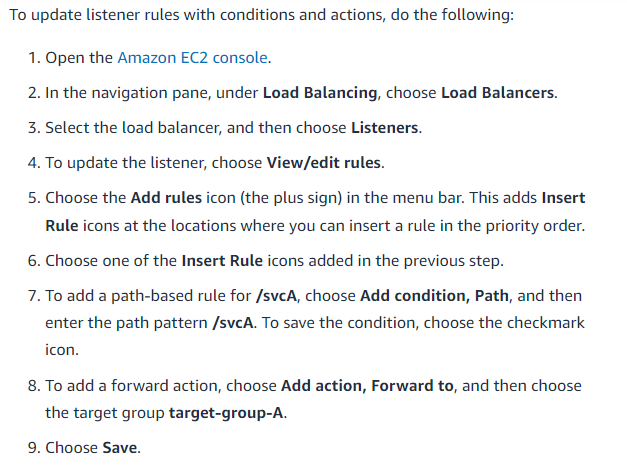 To update listener rules with conditions and actions, do the following:
1. Open the Amazon EC2 console.
2. In the navigation pane, under Load Balancing, choose Load Balancers.
3. Select the load balancer, and then choose Listeners.
4. To update the listener, choose View/edit rules.
5. Choose the Add rules icon (the plus sign) in the menu bar. This adds Insert
Rule icons at the locations where you can insert a rule in the priority order.
6. Choose one of the Insert Rule icons added in the previous step.
7. To add a path-based rule for /svcA, choose Add condition, Path, and then
enter the path pattern /svcA. To save the condition, choose the checkmark
icon.
8. To add a forward action, choose Add action, Forward to, and then choose
the target group target-group-A.
9. Choose Save.